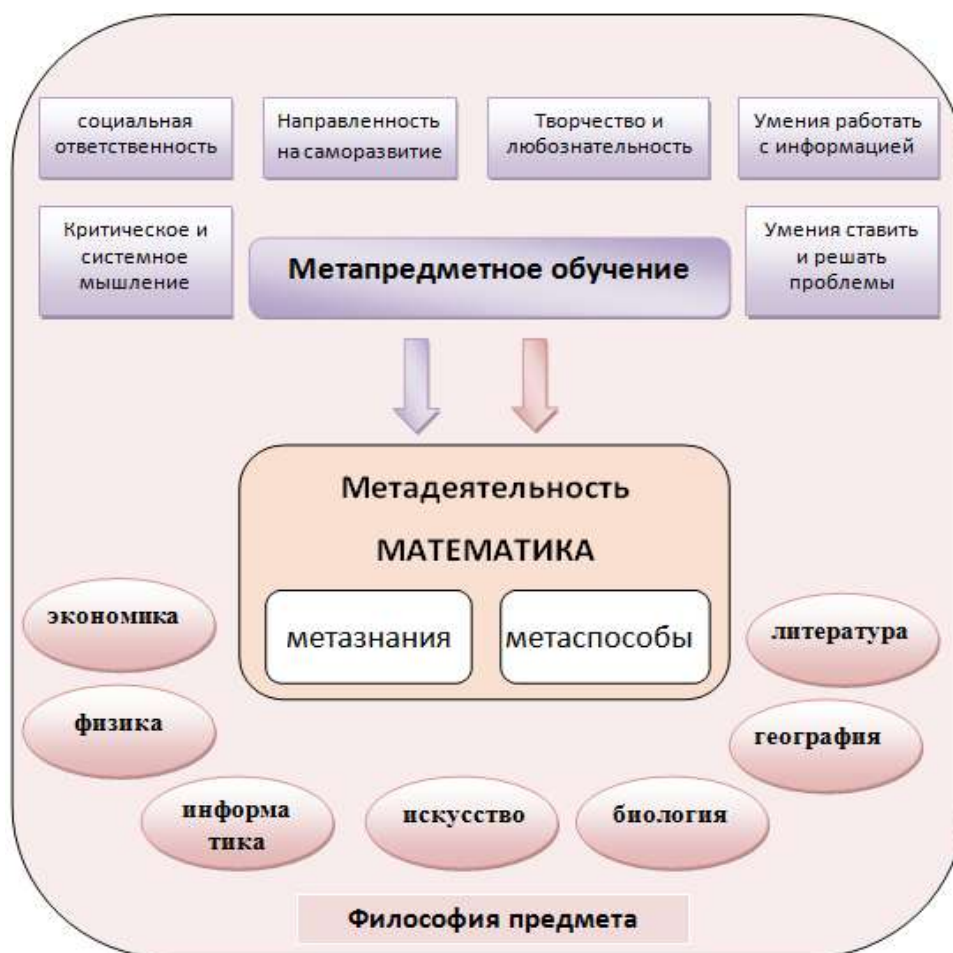 социальная
ответственность
Направленность
на саморазвитие
Творчество и
любознательность
Умения работать
с информацией
Критическое и
системное
мышление
Метапредметное обучение
Умения ставить
и решать
проблемы
Метадеятельность
МАТЕМАТИКА
метазнания
метаспособы
экономика
литература
физика
география
информа
тика
искусство
биология
Философия предмета